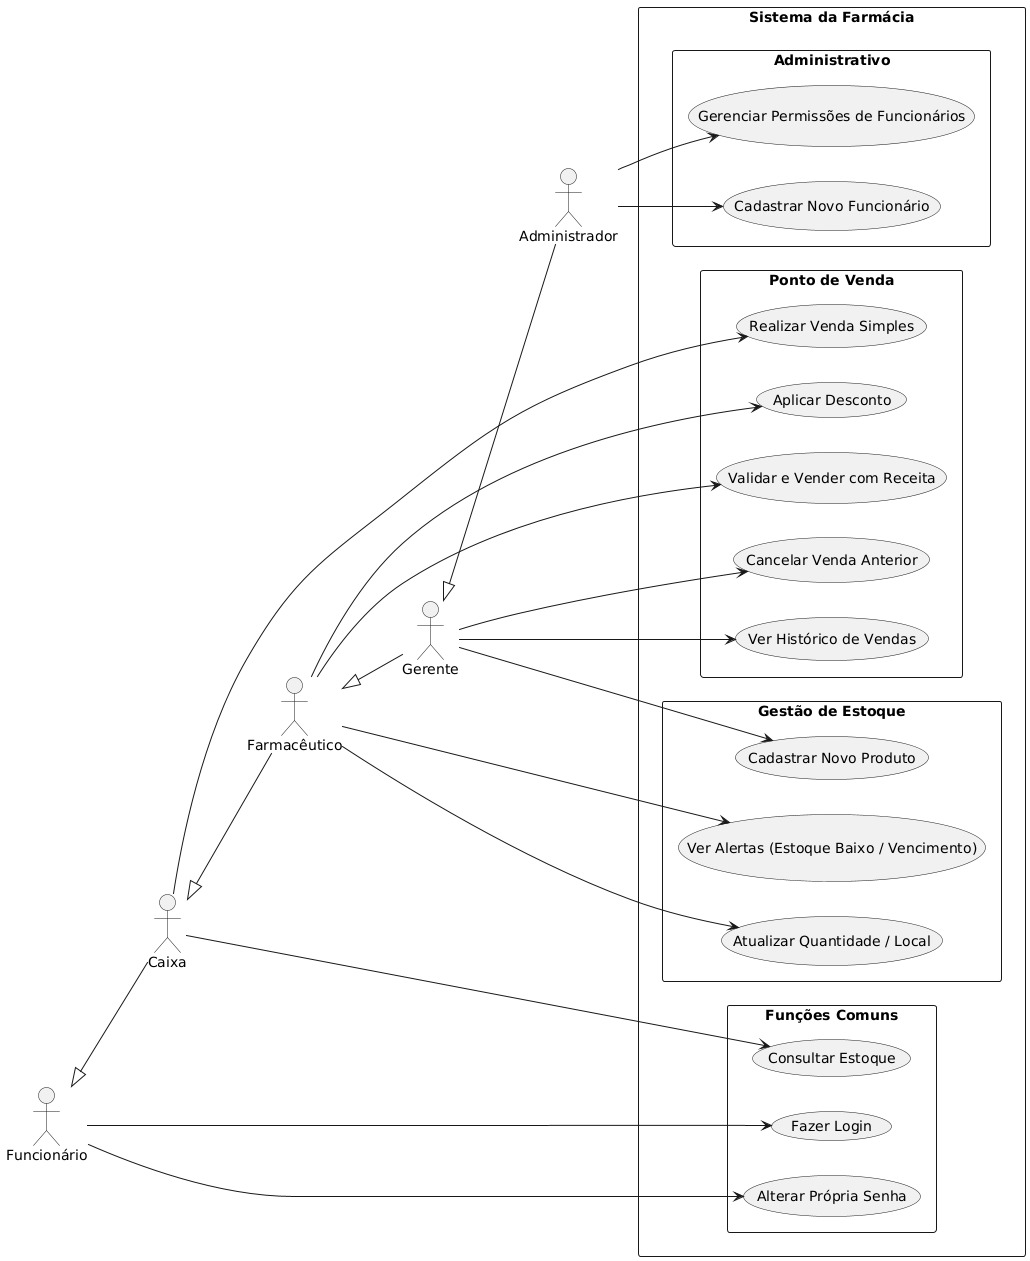 Sistema da Farmácia
Administrativo
Gerenciar Permissões de Funcionários
Cadastrar Novo Funcionário
Administrador
Ponto de Venda
Realizar Venda Simples
Aplicar Desconto
Validar e Vender com Receita
Cancelar Venda Anterior
Ver Histórico de Vendas
Gerente
Farmacêutico
Gestão de Estoque
Cadastrar Novo Produto
Ver Alertas (Estoque Baixo / Vencimento)
Atualizar Quantidade / Local
Caixa
Funções Comuns
Consultar Estoque
Fazer Login
Alterar Própria Senha
Funcionário